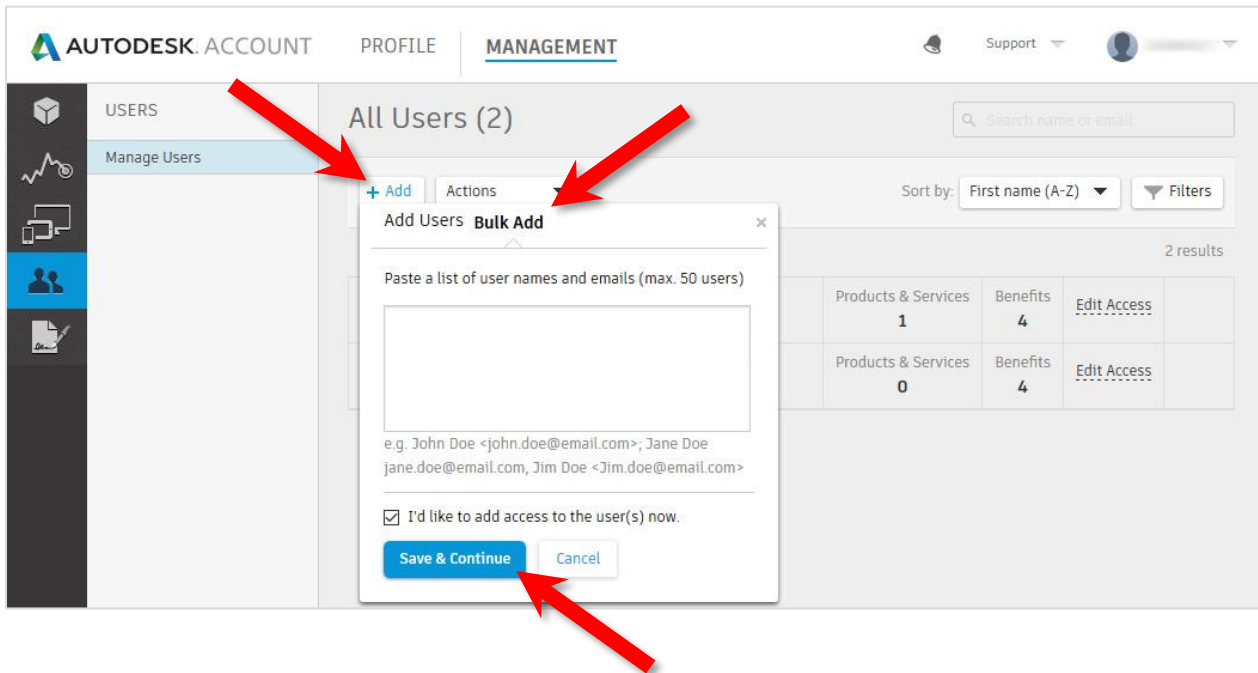 AUTODESK. ACCOUNT PROFILE MANAGEMENT Support
USERS
Manage Users
All Users (2)
Search name or email
+ Add Actions Sort by: First name (A-Z) Filters
Add Users Bulk Add ×
2 results
Paste a list of user names and emails (max. 50 users)
Products & Services Benefits Edit Access
1 4
Products & Services Benefits Edit Access
0 4
e.g. John Doe <john.doe@email.com>; Jane Doe
jane.doe@email.com, Jim Doe <Jim.doe@email.com>
I'd like to add access to the user(s) now.
Save & Continue Cancel